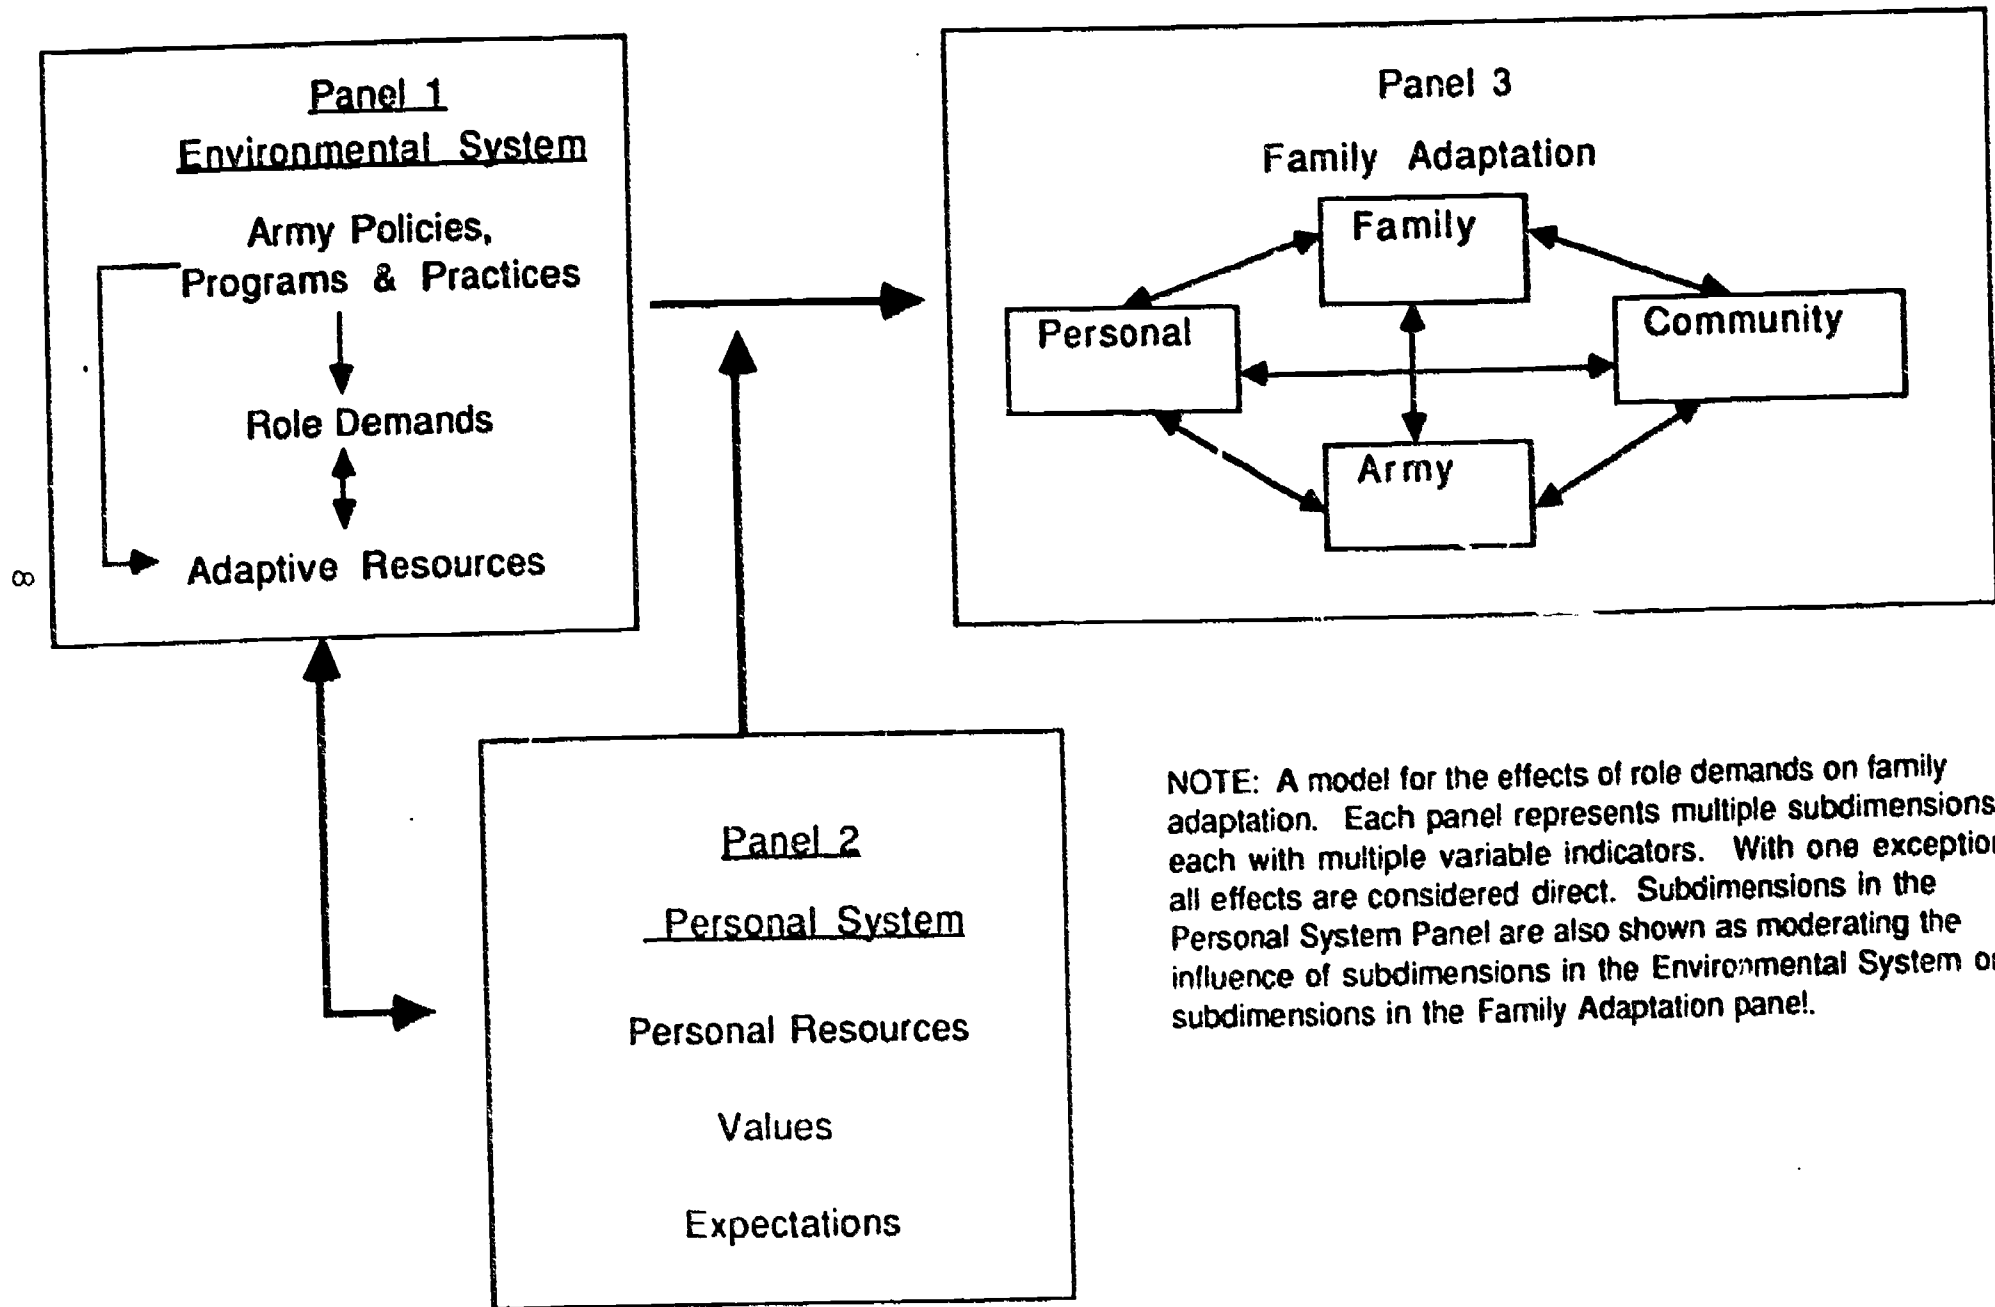 Panel 1
Environmental System
Army Policies,
Programs & Practices
Role Demands
Adaptive Resources
8
Panel 3
Family Adaptation
Family
Personal
Community
Army
Panel 2
Personal System
Personal Resources
Values
Expectations
NOTE: A model for the effects of role demands on family
adaptation. Each panel represents multiple subdimensions
each with multiple variable indicators. With one exception
all effects are considered direct. Subdimensions in the
Personal System Panel are also shown as moderating the
influence of subdimensions in the Environmental System on
subdimensions in the Family Adaptation panel.